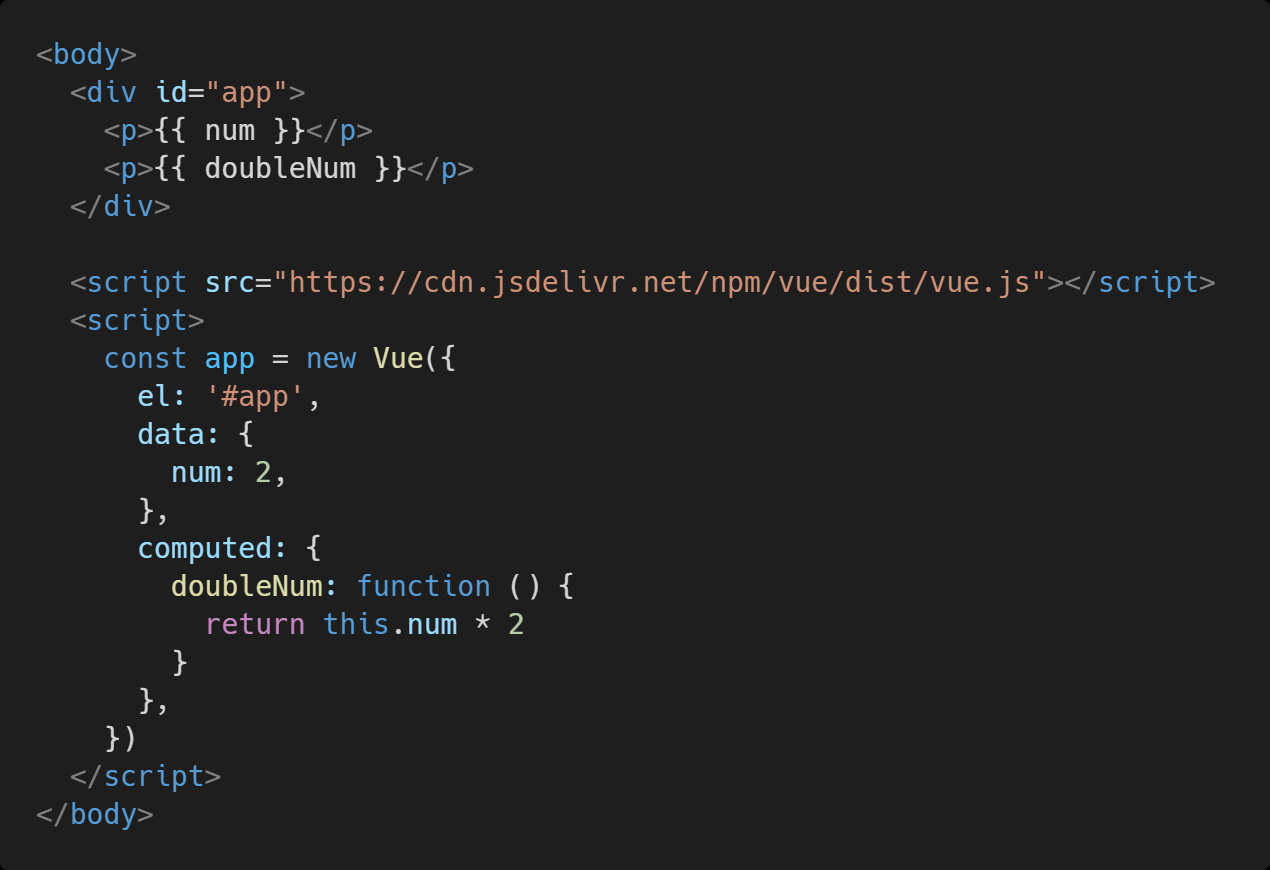 <body>
  <div id="app">
    <p>{{ num }}</p>
    <p>{{ doubleNum }}</p>
  </div>

  <script src="https://cdn.jsdelivr.net/npm/vue/dist/vue.js"></script>
  <script>
    const app = new Vue({
      el: '#app',
      data: {
        num: 2,
      },
      computed: {
        doubleNum: function () {
          return this.num * 2
        }
      },
    })
  </script>
</body>